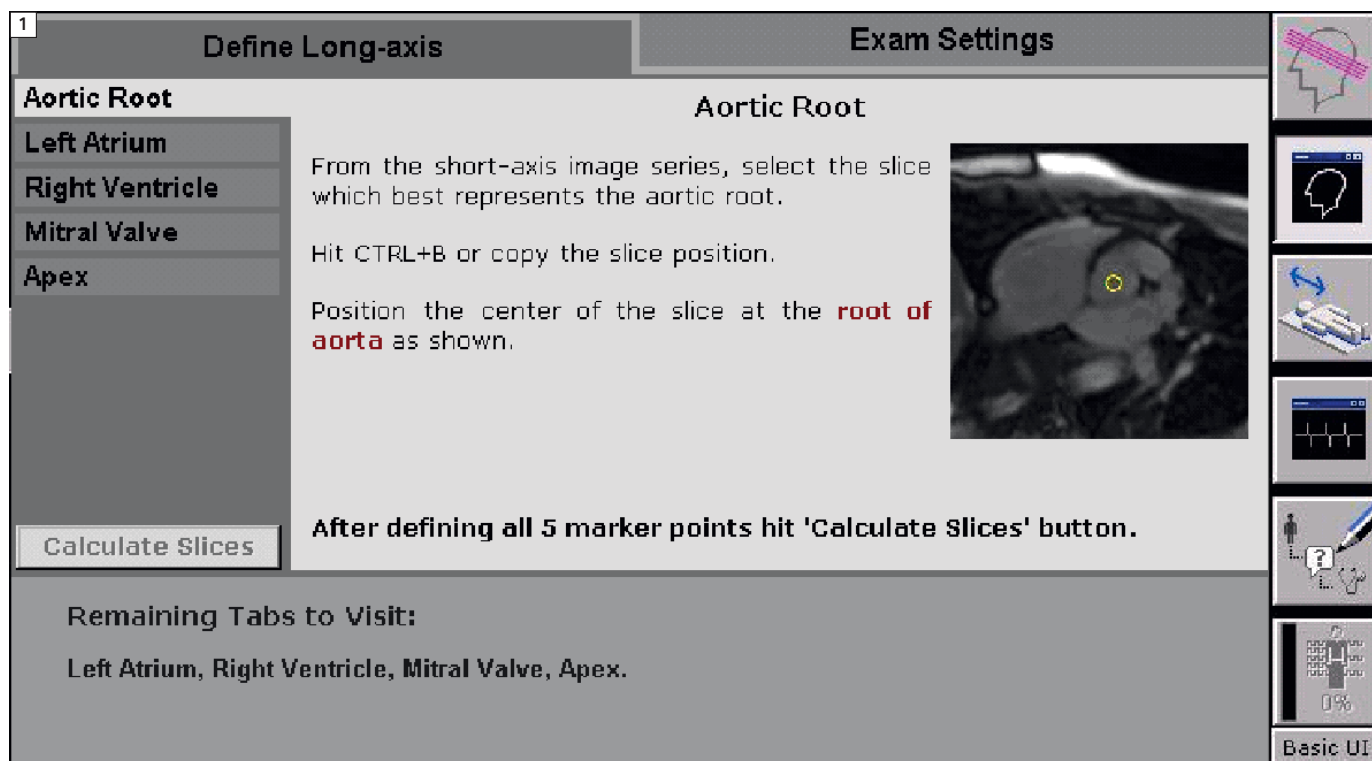 1
Define Long-axis
Exam Settings
Aortic Root
Left Atrium
Right Ventricle
Mitral Valve
Apex
Calculate Slices
Aortic Root
From the short-axis image series, select the slice
which best represents the aortic root.
Hit CTRL+B or copy the slice position.
Position the center of the slice at the root of
aorta as shown.
After defining all 5 marker points hit 'Calculate Slices' button.
Remaining Tabs to Visit:
Left Atrium, Right Ventricle, Mitral Valve, Apex.
?
0%
Basic UI